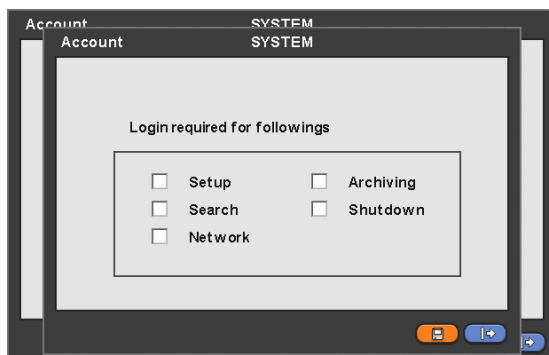 Account SYSTEM
Account SYSTEM
Login required for followings
Setup Archiving
Search Shutdown
Network